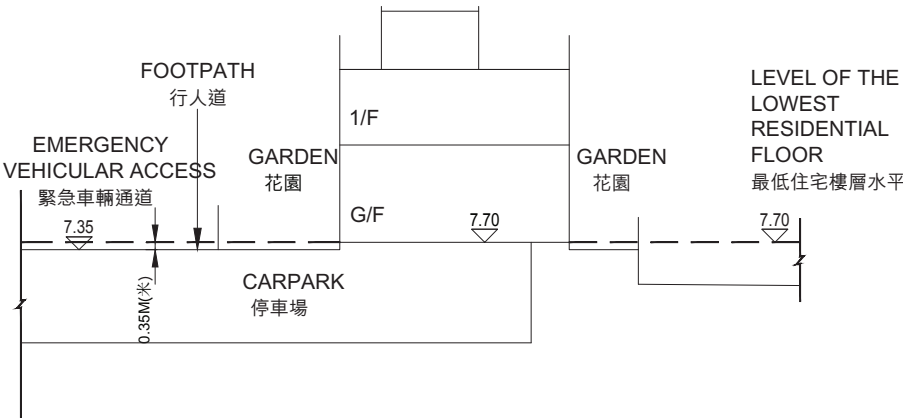 FOOTPATH
行人道
EMERGENCY
VEHICULAR ACCESS
緊急車輛通道
7.35
0.35M(米)
GARDEN
花園
1/F
G/F
7.70
CARPARK
停車場
GARDEN
花園
LEVEL OF THE
LOWEST
RESIDENTIAL
FLOOR
最低住宅樓層水平
7.70